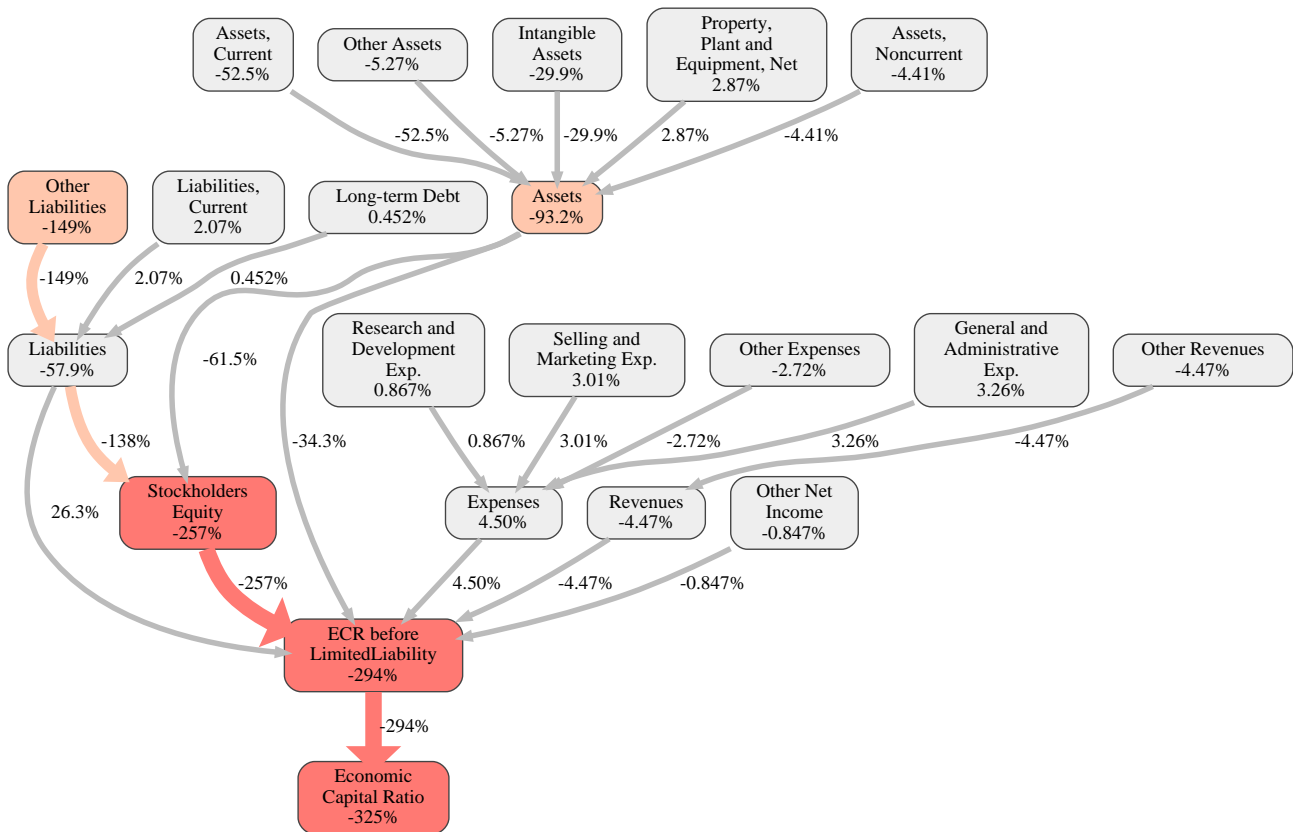 Assets,
Current
-52.5%
Other Assets
-5.27%
Intangible
Assets
-29.9%
Property,
Plant and
Equipment, Net
2.87%
Assets,
Noncurrent
-4.41%
-52.5%
-5.27%
-29.9%
2.87%
-4.41%
Other
Liabilities
-149%
Liabilities,
Current
2.07%
Long-term Debt
0.452%
Assets
-93.2%
-149%
2.07%
0.452%
Liabilities
-57.9%
-61.5%
Research and
Development
Exp.
0.867%
Selling and
Marketing Exp.
3.01%
Other Expenses
-2.72%
General and
Administrative
Exp.
3.26%
Other Revenues
-4.47%
-138%
-34.3%
0.867%
3.01%
-2.72%
3.26%
-4.47%
26.3%
Stockholders
Equity
-257%
Expenses
4.50%
Revenues
-4.47%
Other Net
Income
-0.847%
-257%
4.50%
-4.47%
-0.847%
ECR before
LimitedLiability
-294%
-294%
Economic
Capital Ratio
-325%